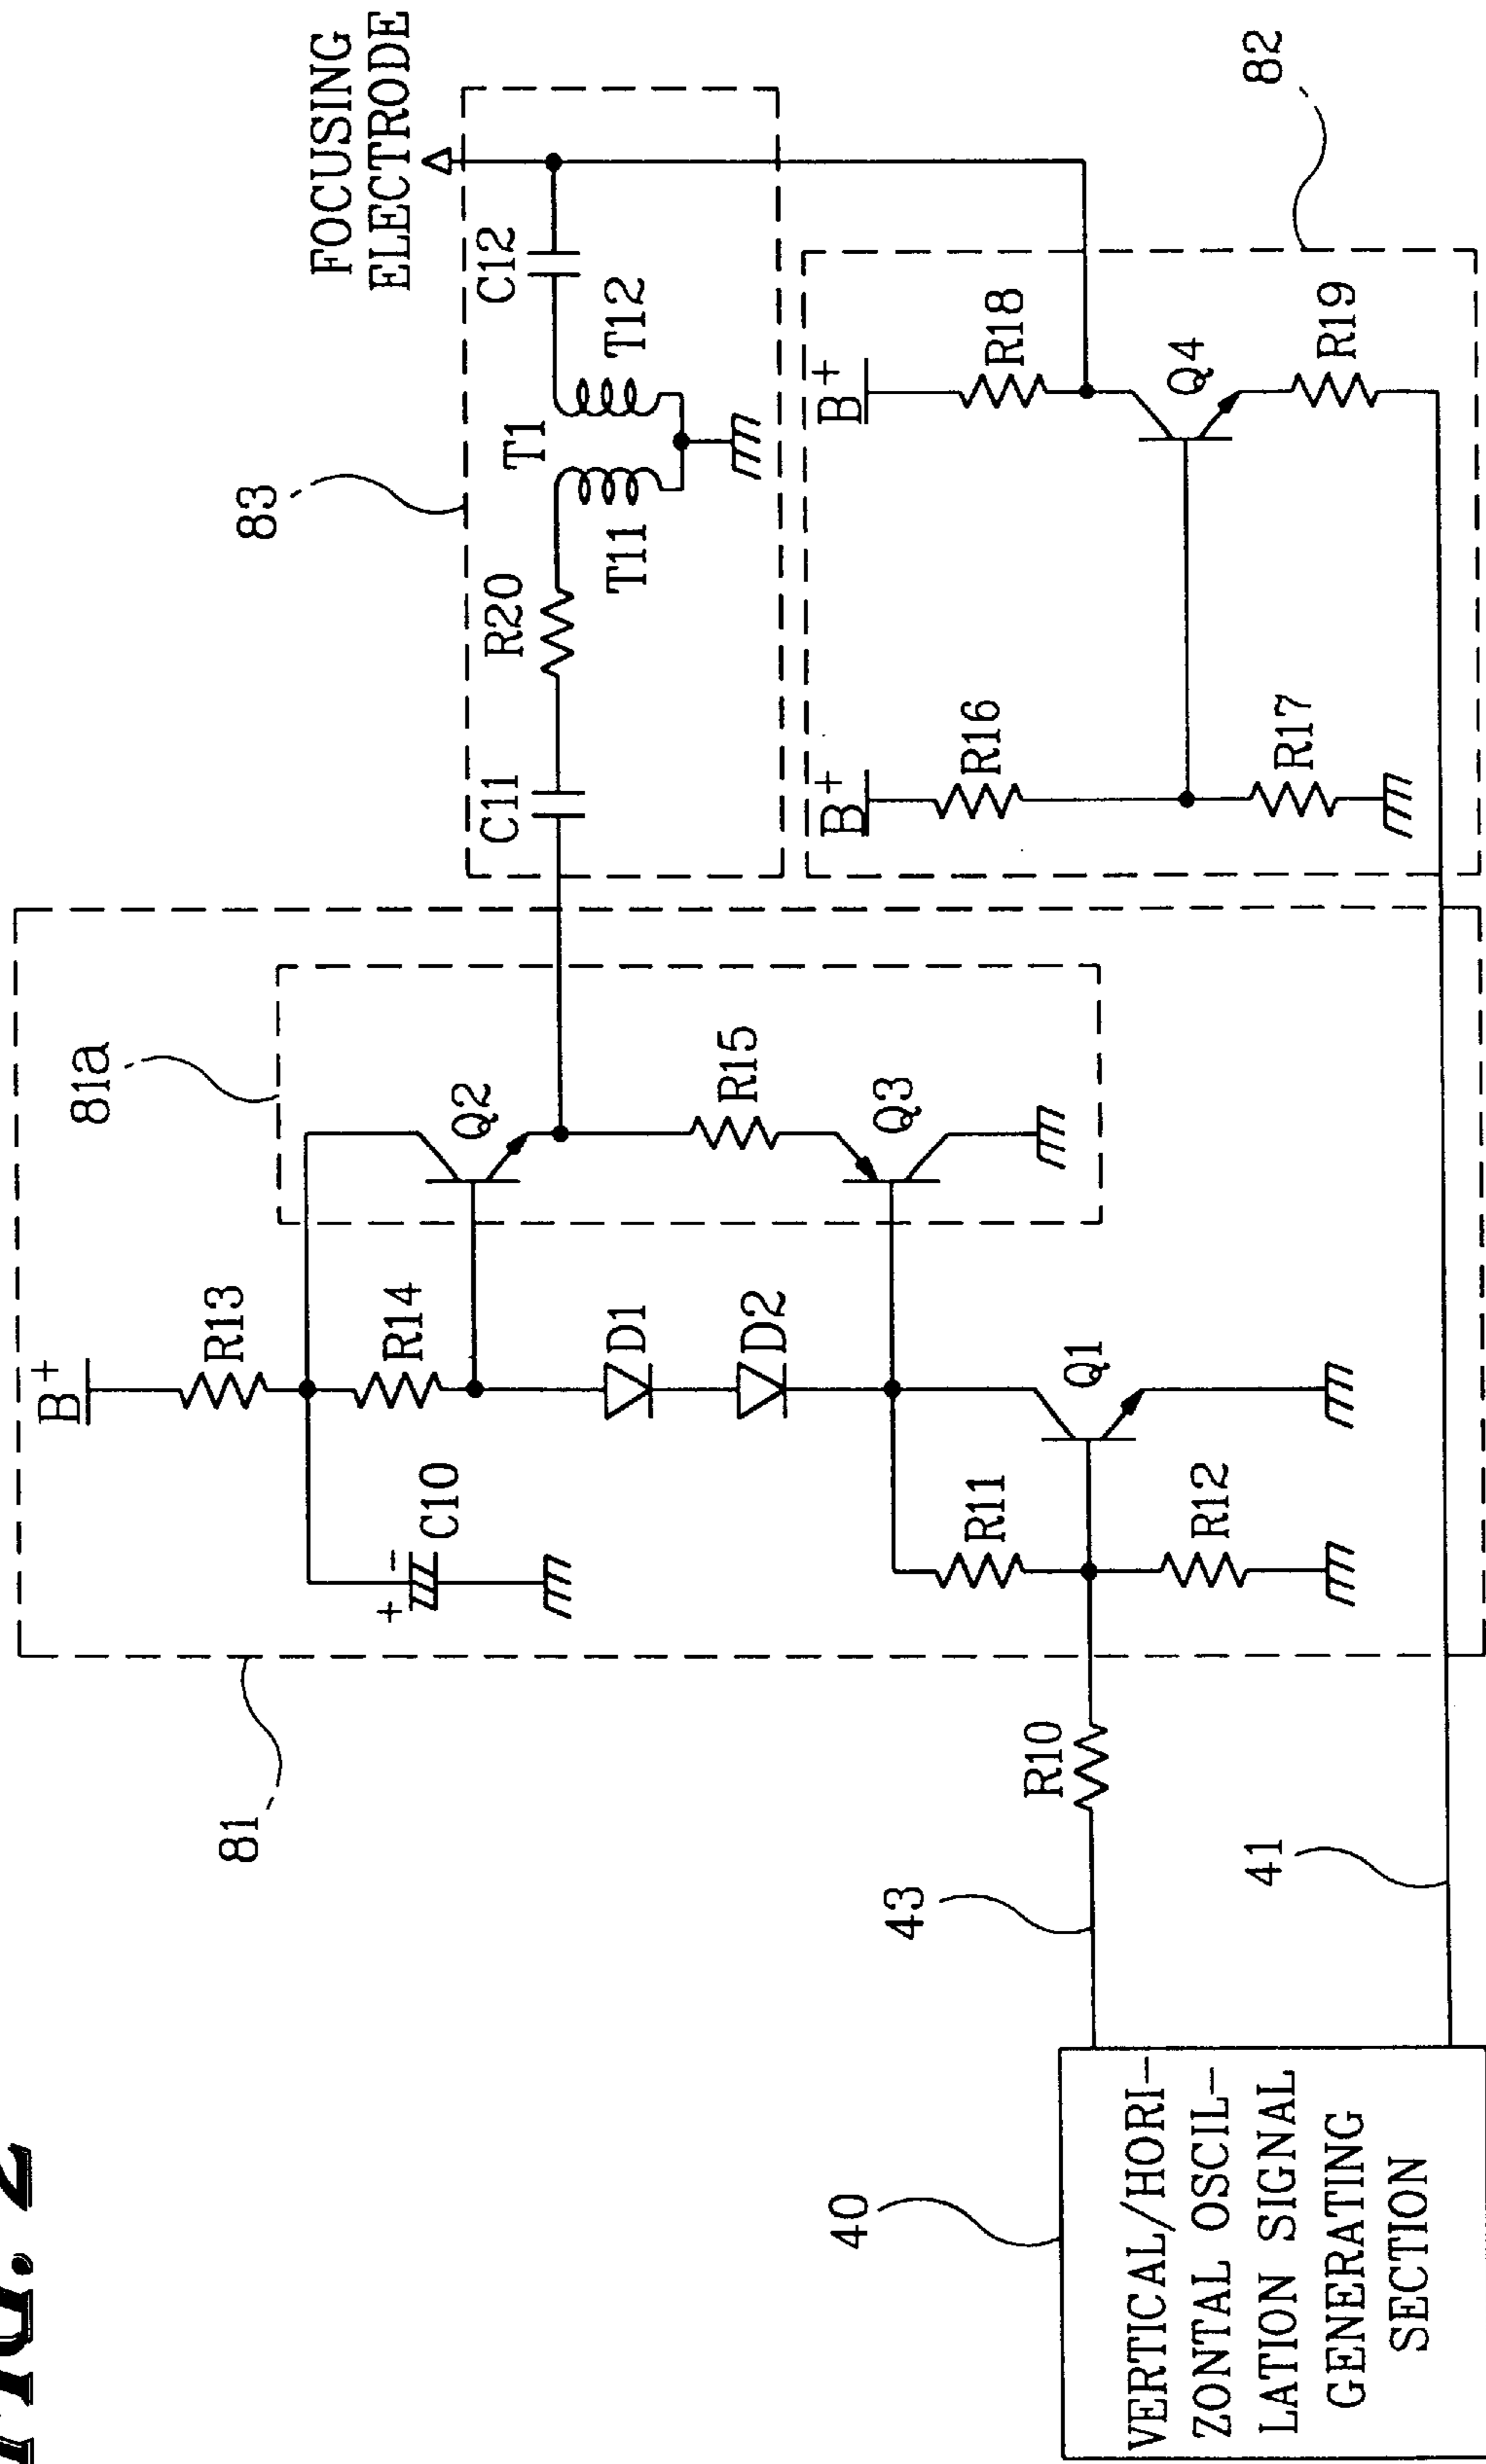 FIG. 2
FOCUSING
ELECTRODE
83
C11
R20
T11
T1
T12
C12
82
B+
R16
R17
B+
R18
Q4
R19
81
81a
B+
R13
R14
C10
+
-
D1
D2
Q2
R15
Q3
R11
R12
Q1
R10
43
41
40
VERTICAL/HORI-
ZONTAL OSCIL-
LATION SIGNAL
GENERATING
SECTION